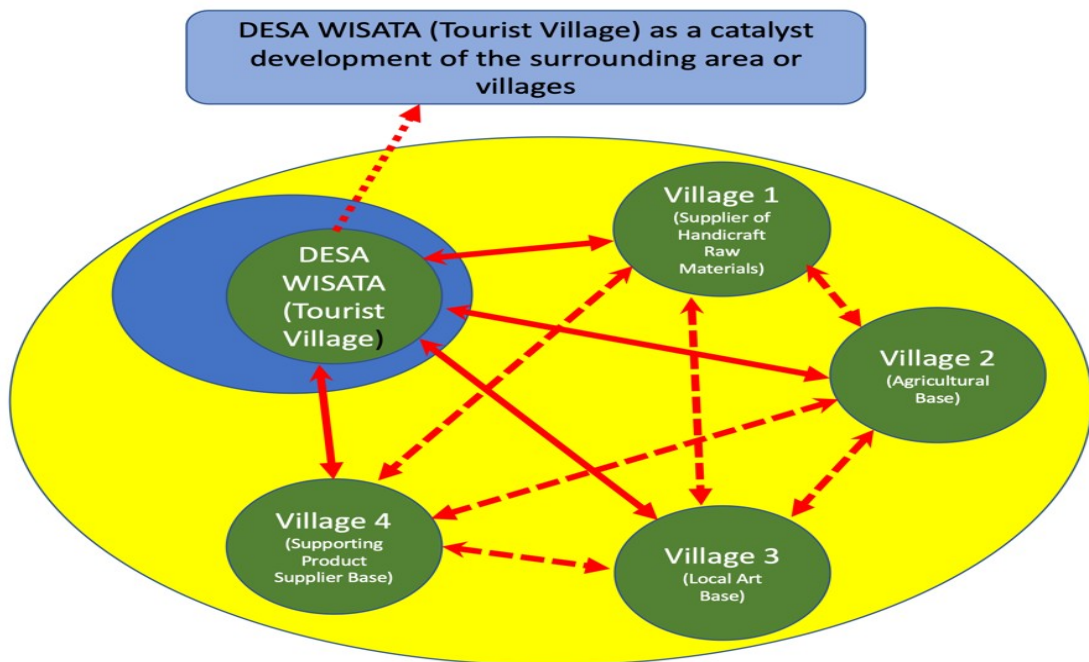 DESA WISATA (Tourist Village) as a catalyst
development of the surrounding area or
villages
Village 1
(Supplier of
Handicraft
Raw
Materials)
DESA
WISATA
(Tourist
Village)
Village 2
(Agricultural
Base)
Village 4
(Supporting
Product
Supplier Base)
Village 3
(Local Art
Base)